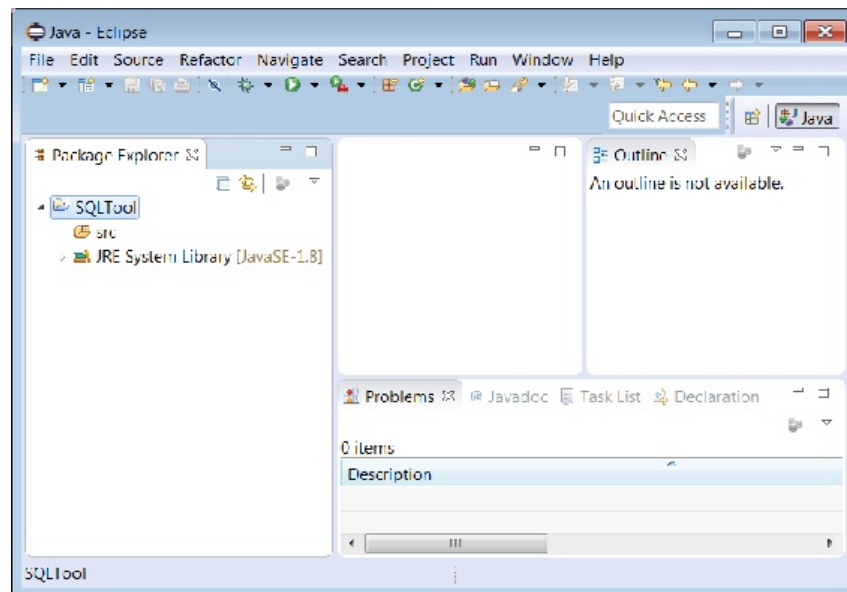 Java - Eclipse
File Edit Source Refactor Navigate Search Project Run Window Help
Quick Access
Java
Package Explorer
SQLTool
src
JRE System Library [JavaSE-1.8]
Outline
An outline is not available.
Problems Javadoc Task List Declaration
0 items
Description
SQLTool